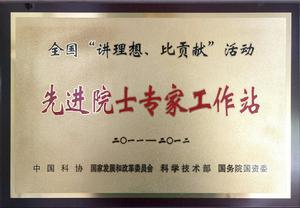 全国“讲理想、比贡献”活动
先进院士专家工作站
二〇一一—二〇一二
中国科协 国家发展和改革委员会 科学技术部 国务院国资委